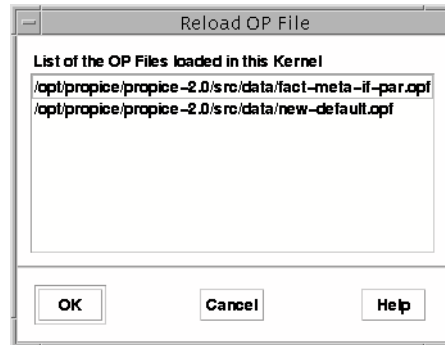 Reload OP File
List of the OP Files loaded in this Kernel
/opt/propice/propice-2.0/src/data/fact-meta-if-par.opf
/opt/propice/propice-2.0/src/data/new-default.opf
OK Cancel Help